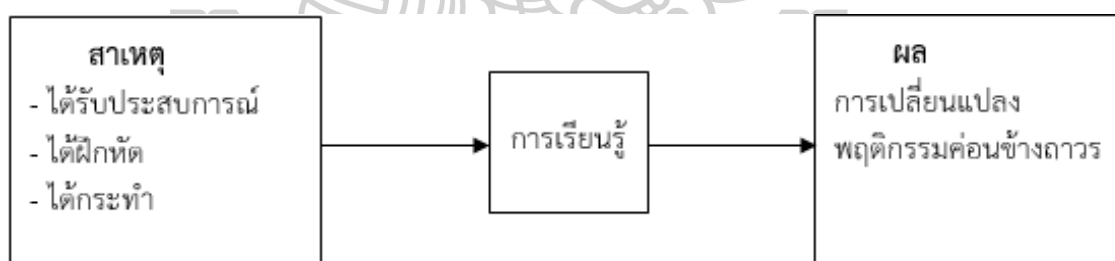 สาเหตุ
- ได้รับประสบการณ์
- ได้ฝึกหัด
- ได้กระทำ
การเรียนรู้
ผล
การเปลี่ยนแปลง
พฤติกรรมค่อนข้างถาวร